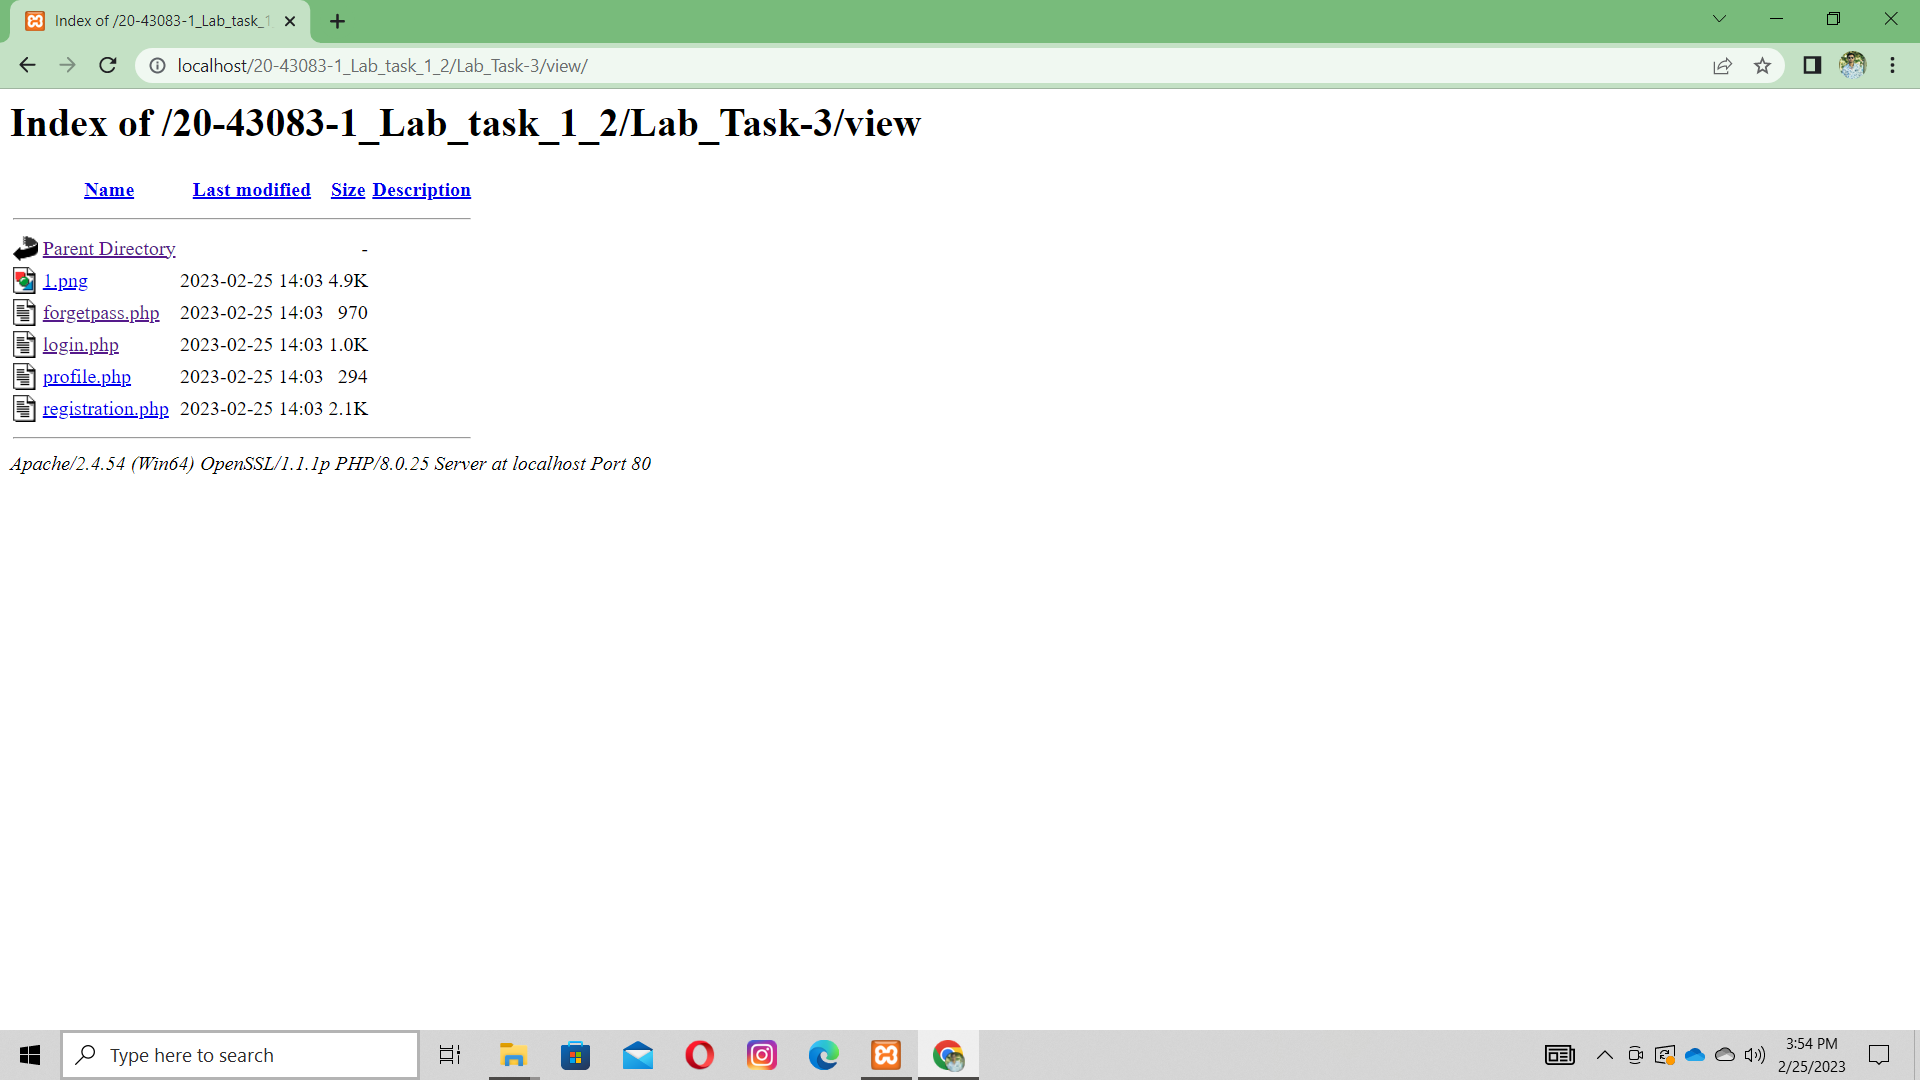 Index of /20-43083-1_Lab_task_1
localhost/20-43083-1_Lab_task_1_2/Lab_Task-3/view/
Index of /20-43083-1_Lab_task_1_2/Lab_Task-3/view
Name Last modified Size Description
Parent Directory -
1.png 2023-02-25 14:03 4.9K
forgetpass.php 2023-02-25 14:03 970
login.php 2023-02-25 14:03 1.0K
profile.php 2023-02-25 14:03 294
registration.php 2023-02-25 14:03 2.1K
Apache/2.4.54 (Win64) OpenSSL/1.1.1p PHP/8.0.25 Server at localhost Port 80
Type here to search
3:54 PM
2/25/2023